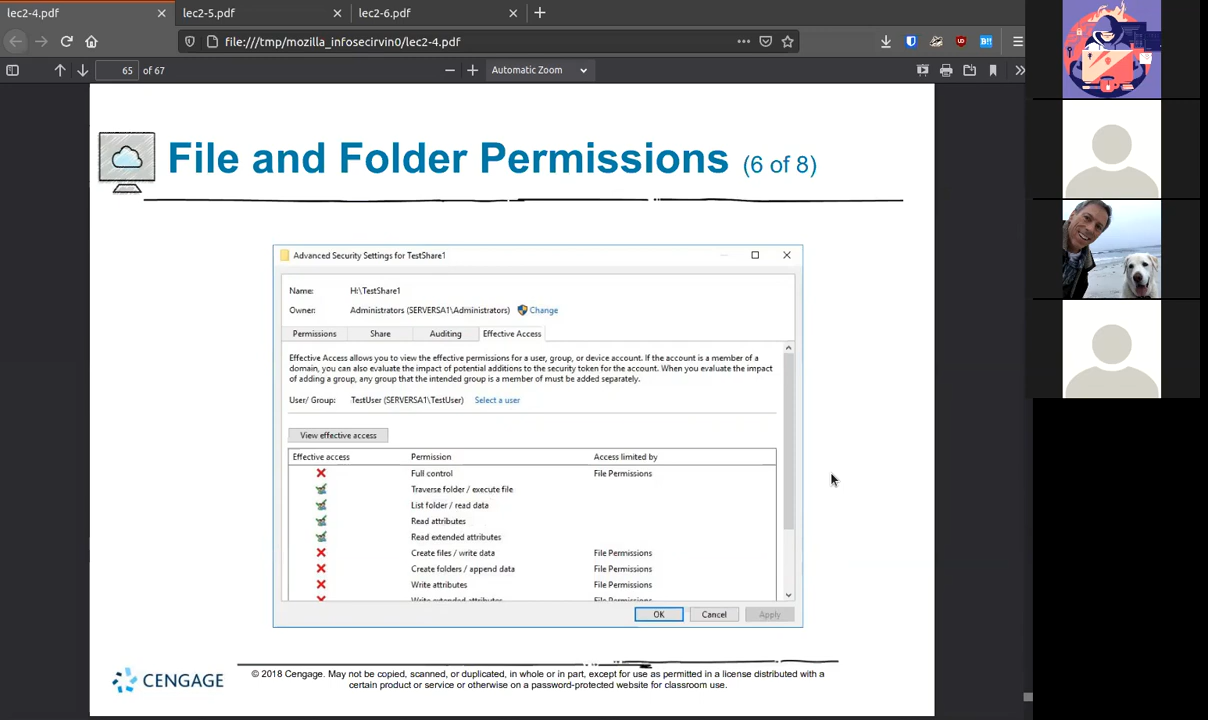 lec2-4.pdf
lec2-5.pdf
lec2-6.pdf
file:///tmp/mozilla_infosecirvin0/lec2-4.pdf
65 of 67
Automatic Zoom
File and Folder Permissions (6 of 8)
Advanced Security Settings for TestShare1
Name: H:\TestShare1
Owner: Administrators (SERVERSA1\Administrators) Change
Permissions Share Auditing Effective Access
Effective Access allows you to view the effective permissions for a user, group, or device account. If the account is a member of a
domain, you can also evaluate the impact of potential additions to the security token for the account. When you evaluate the impact
of adding a group, any group that the intended group is a member of must be added separately.
User/ Group: TestUser (SERVERSA1\TestUser) Select a user
View effective access
Effective access Permission Access limited by
Full control File Permissions
Traverse folder / execute file
List folder / read data
Read attributes
Read extended attributes
Create files / write data File Permissions
Create folders / append data File Permissions
Write attributes File Permissions
Write extended attributes File Permissions
OK Cancel Apply
CENGAGE
© 2018 Cengage. May not be copied, scanned, or duplicated, in whole or in part, except for use as permitted in a license distributed with a
certain product or service or otherwise on a password-protected website for classroom use.